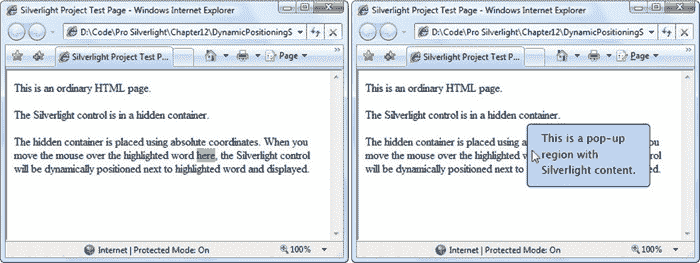 Silverlight Project Test Page - Windows Internet Explorer
D:\Code\Pro Silverlight\Chapter12\DynamicPositioningS
Silverlight Project Test P...
Page
This is an ordinary HTML page.
The Silverlight control is in a hidden container.
The hidden container is placed using absolute coordinates. When you
move the mouse over the highlighted word here, the Silverlight control
will be dynamically positioned next to highlighted word and displayed.
Internet | Protected Mode: On
100%
Silverlight Project Test Page - Windows Internet Explorer
D:\Code\Pro Silverlight\Chapter12\DynamicPositioningS
Silverlight Project Test P...
Page
This is an ordinary HTML page.
The Silverlight control is in a hidden container.
The hidden container is placed using absolute
move the mouse over the highlighted
will be dynamically positioned next to
control
displayed.
This is a pop-up
region with
Silverlight content.
Internet | Protected Mode: On
100%